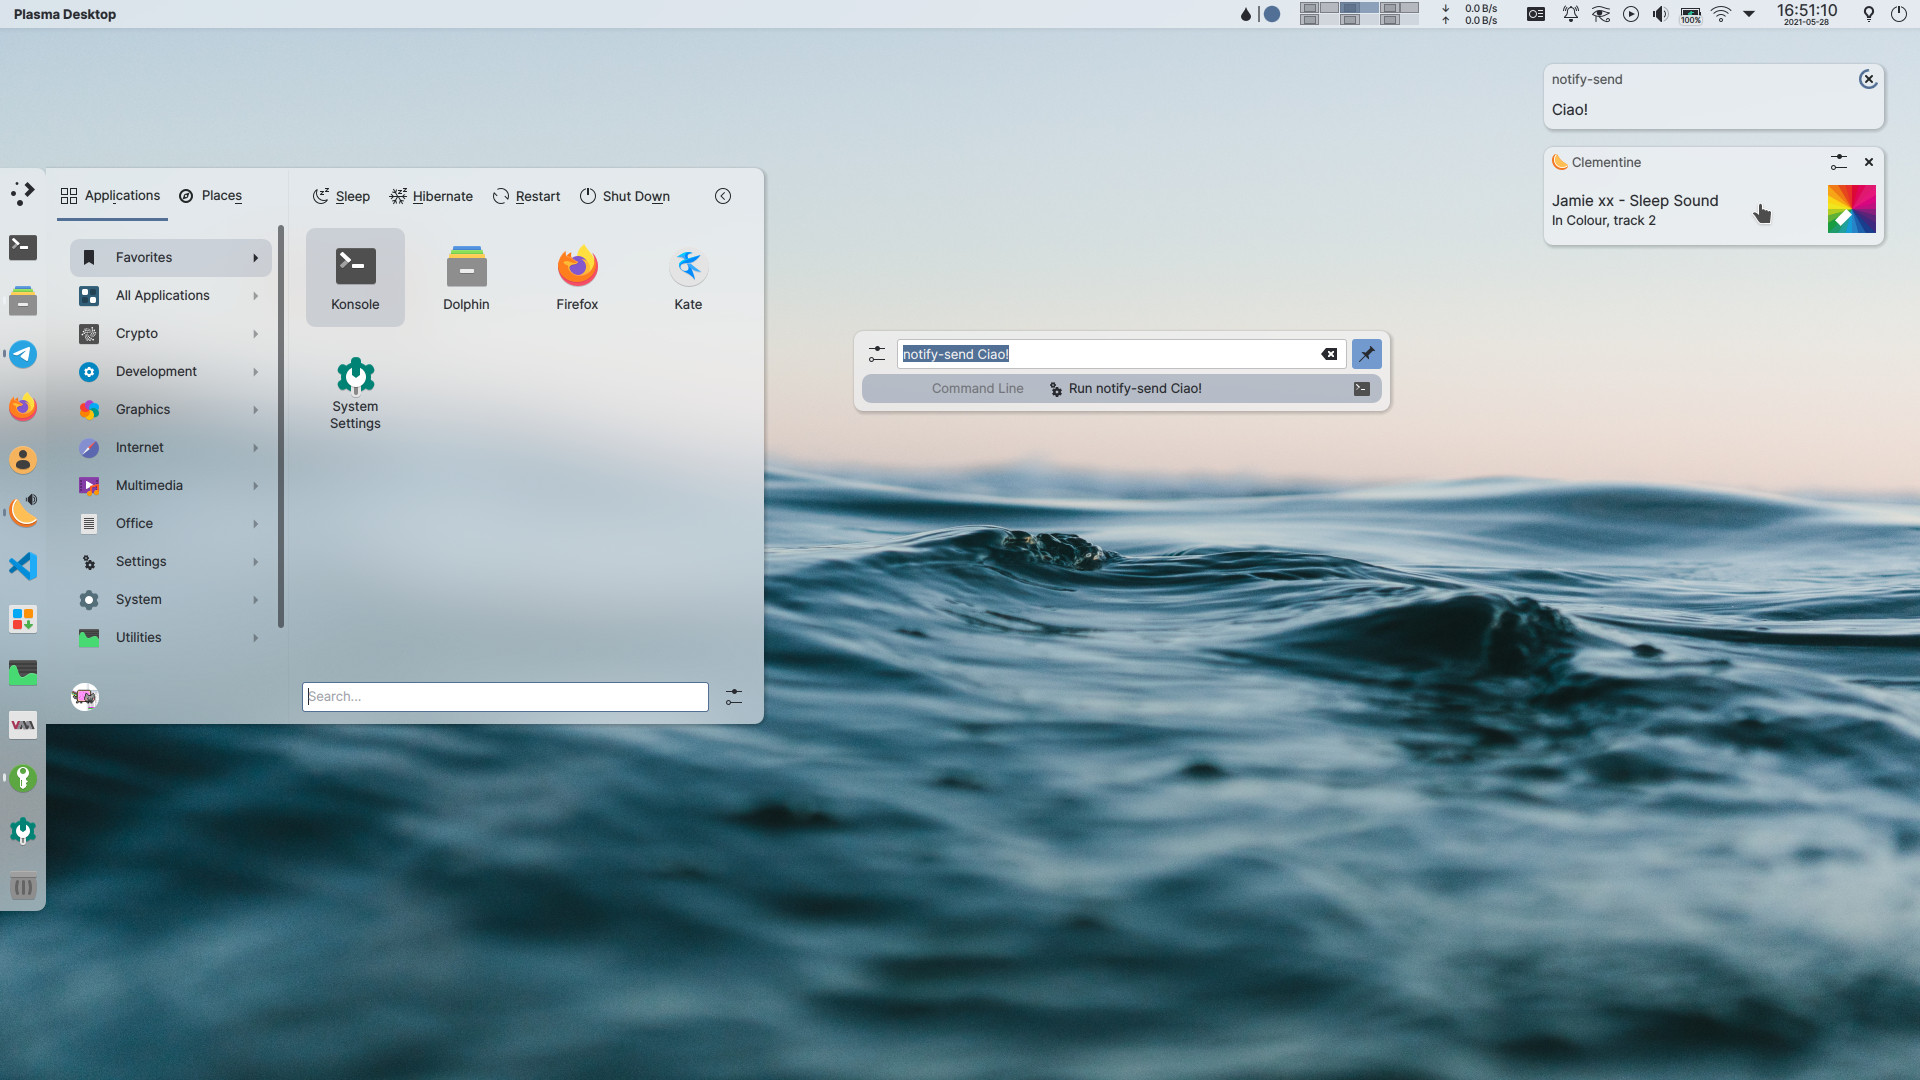 Plasma Desktop
0.0 B/s
0.0 B/s
100%
16:51:10
2021-05-28
notify-send
Ciao!
Clementine
Jamie xx - Sleep Sound
In Colour, track 2
Applications
Places
Sleep
Hibernate
Restart
Shut Down
Favorites
All Applications
Crypto
Development
Graphics
Internet
Multimedia
Office
Settings
System
Utilities
Konsole
Dolphin
Firefox
Kate
System
Settings
Search...
notify-send Ciao!
Command Line
Run notify-send Ciao!